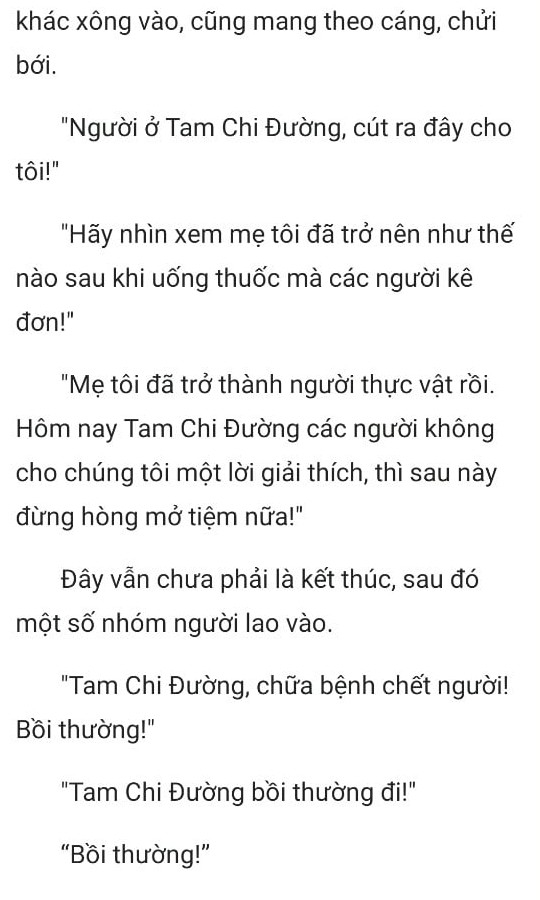 khác xông vào, cũng mang theo cáng, chửi
bới.
"Người ở Tam Chi Đường, cút ra đây cho
tôi!"
"Hãy nhìn xem mẹ tôi đã trở nên như thế
nào sau khi uống thuốc mà các người kê
đơn!"
"Mẹ tôi đã trở thành người thực vật rồi.
Hôm nay Tam Chi Đường các người không
cho chúng tôi một lời giải thích, thì sau này
đừng hòng mở tiệm nữa!"
Đây vẫn chưa phải là kết thúc, sau đó
một số nhóm người lao vào.
"Tam Chi Đường, chữa bệnh chết người!
Bồi thường!"
"Tam Chi Đường bồi thường đi!"
“Bồi thường!”